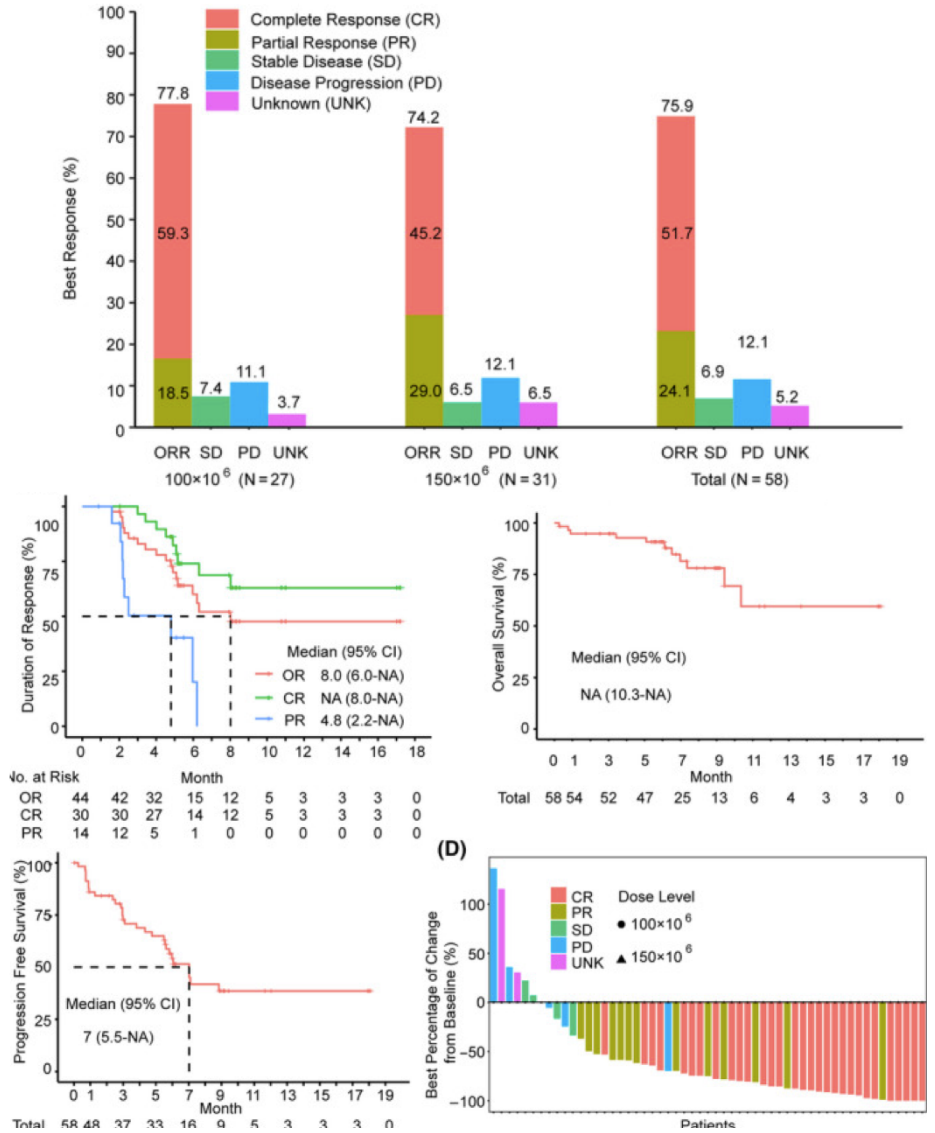 100
90
80
70
60
50
40
30
20
10
0
Best Response (%)
Complete Response (CR)
Partial Response (PR)
Stable Disease (SD)
Disease Progression (PD)
Unknown (UNK)
77.8
59.3
18.5
7.4
11.1
3.7
74.2
45.2
29.0
6.5
12.1
6.5
75.9
51.7
24.1
6.9
12.1
5.2
ORR SD PD UNK
ORR SD PD UNK
ORR SD PD UNK
100×10⁶ (N = 27)
150×10⁶ (N = 31)
Total (N = 58)
100
75
50
25
0
Duration of Response (%)
Median (95% CI)
OR 8.0 (6.0-NA)
CR NA (8.0-NA)
PR 4.8 (2.2-NA)
0 2 4 6 8 10 12 14 16 18
No. at Risk
Month
OR 44 42 32 15 12 5 3 3 3 0
CR 30 30 27 14 12 5 3 3 3 0
PR 14 12 5 1 0 0 0 0 0 0
100
75
50
25
0
Overall Survival (%)
Median (95% CI)
NA (10.3-NA)
0 1 3 5 7 9 11 13 15 17 19
Month
Total 58 54 52 47 25 13 6 4 3 3 0
100
75
50
25
0
Progression Free Survival (%)
Median (95% CI)
7 (5.5-NA)
0 1 3 5 7 9 11 13 15 17 19
Month
Total 58 48 37 33 16 9 5 3 3 3 0
(D)
100
50
0
−50
−100
Best Percentage of Change
from Baseline (%)
CR
PR
SD
PD
UNK
Dose Level
100×10⁶
150×10⁶
Patients